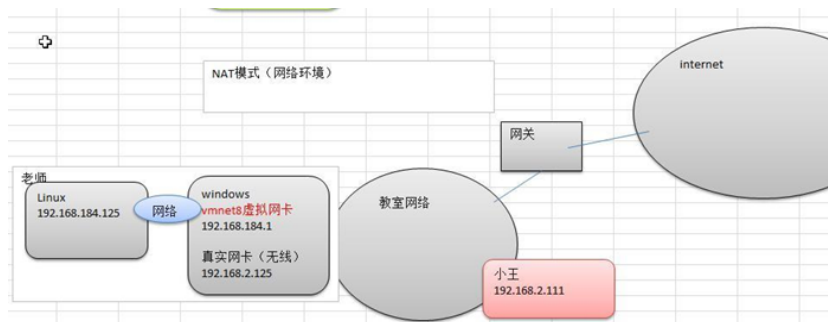 NAT模式（网络环境）
internet
网关
老师
Linux
192.168.184.125
网络
windows
vmnet8虚拟网卡
192.168.184.1
真实网卡（无线）
192.168.2.125
教室网络
小王
192.168.2.111